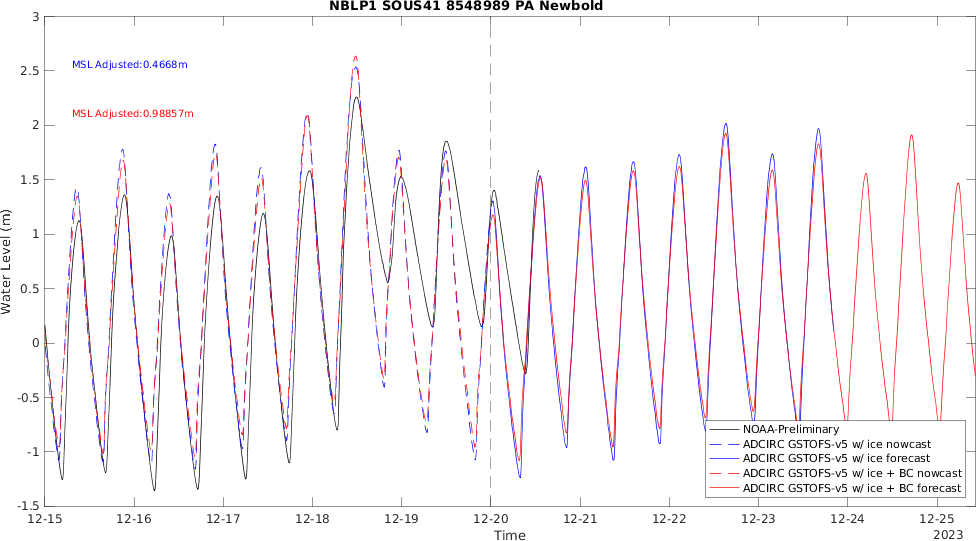 NBLP1 SOUS41 8548989 PA Newbold
MSL Adjusted:0.4668m
MSL Adjusted:0.98857m
Water Level (m)
3
2.5
2
1.5
1
0.5
0
-0.5
-1
-1.5
12-15
12-16
12-17
12-18
12-19
12-20
12-21
12-22
12-23
12-24
12-25
2023
Time
NOAA-Preliminary
ADCIRC GSTOFS-v5 w/ ice nowcast
ADCIRC GSTOFS-v5 w/ ice forecast
ADCIRC GSTOFS-v5 w/ ice + BC nowcast
ADCIRC GSTOFS-v5 w/ ice + BC forecast